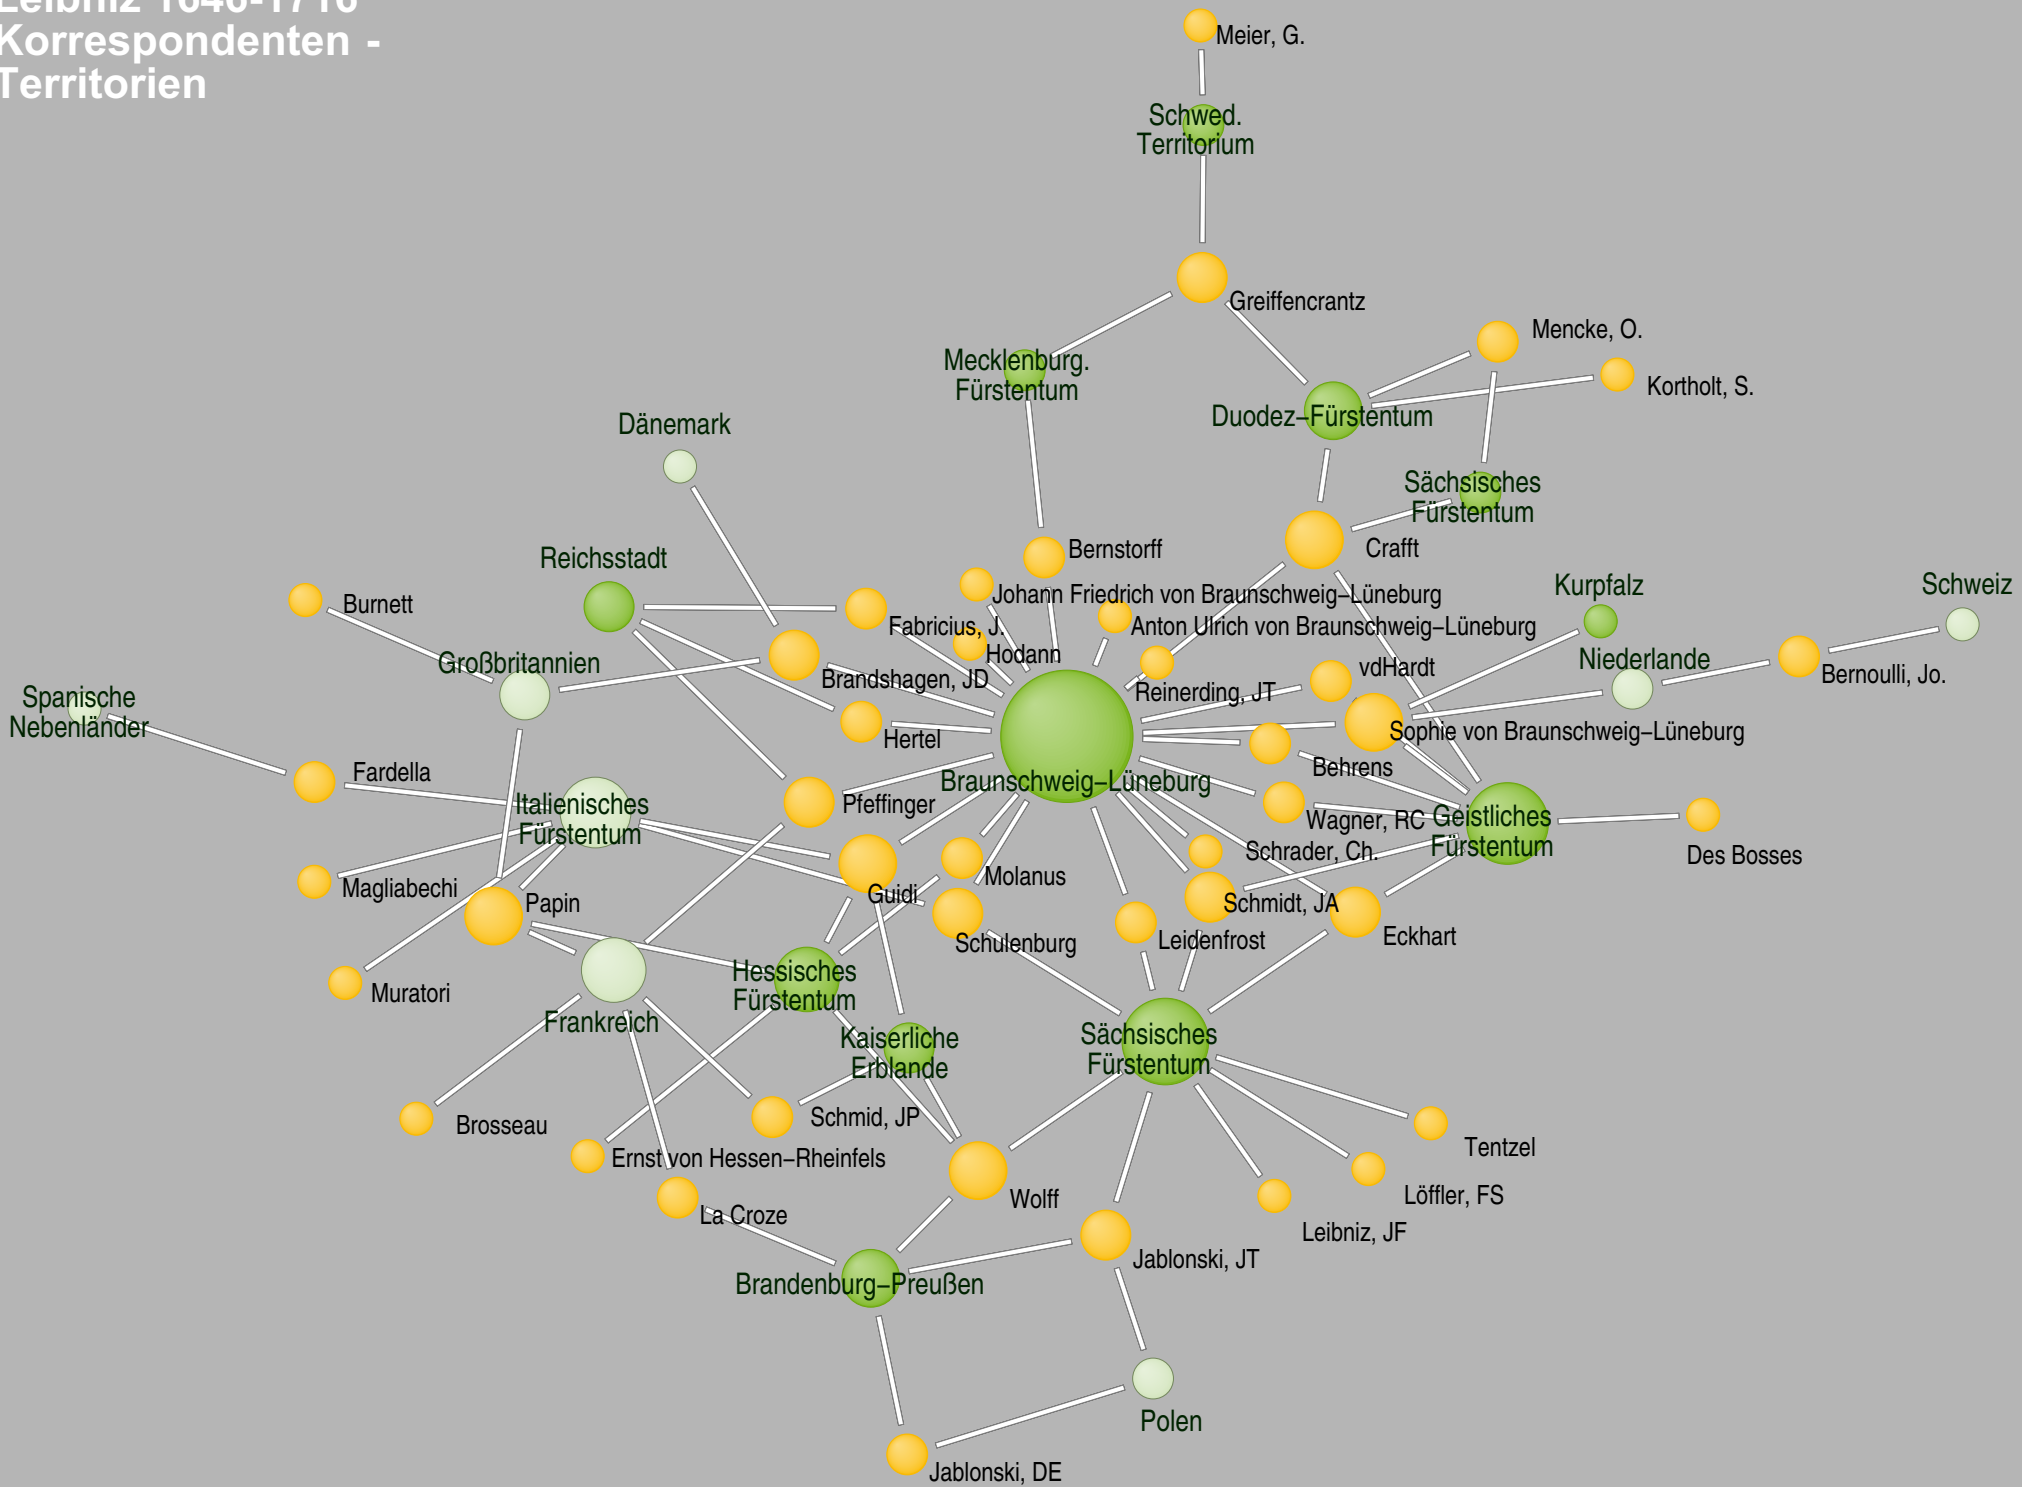 Leibniz 1646-1716
Korrespondenten -
Territorien
Meier, G.
Schwed.
Territorium
Greiffencrantz
Mencke, O.
Mecklenburg.
Fürstentum
Kortholt, S.
Duodez–Fürstentum
Dänemark
Sächsisches
Fürstentum
Bernstorff
Crafft
Reichsstadt
Kurpfalz
Schweiz
Johann Friedrich von Braunschweig–Lüneburg
Burnett
Fabricius, J.
Anton Ulrich von Braunschweig–Lüneburg
Hodann
Großbritannien
vdHardt
Niederlande
Bernoulli, Jo.
Brandshagen, JD
Reinerding, JT
Spanische
Nebenländer
Hertel
Sophie von Braunschweig–Lüneburg
Behrens
Fardella
Braunschweig–Lüneburg
Italienisches
Fürstentum
Pfeffinger
Wagner, RC
Geistliches
Fürstentum
Schrader, Ch.
Des Bosses
Magliabechi
Molanus
Guidi
Papin
Schmidt, JA
Schulenburg
Leidenfrost
Eckhart
Muratori
Hessisches
Fürstentum
Frankreich
Kaiserliche
Erblande
Sächsisches
Fürstentum
Brosseau
Schmid, JP
Tentzel
Ernst von Hessen–Rheinfels
Wolff
Löffler, FS
La Croze
Leibniz, JF
Jablonski, JT
Brandenburg–Preußen
Polen
Jablonski, DE